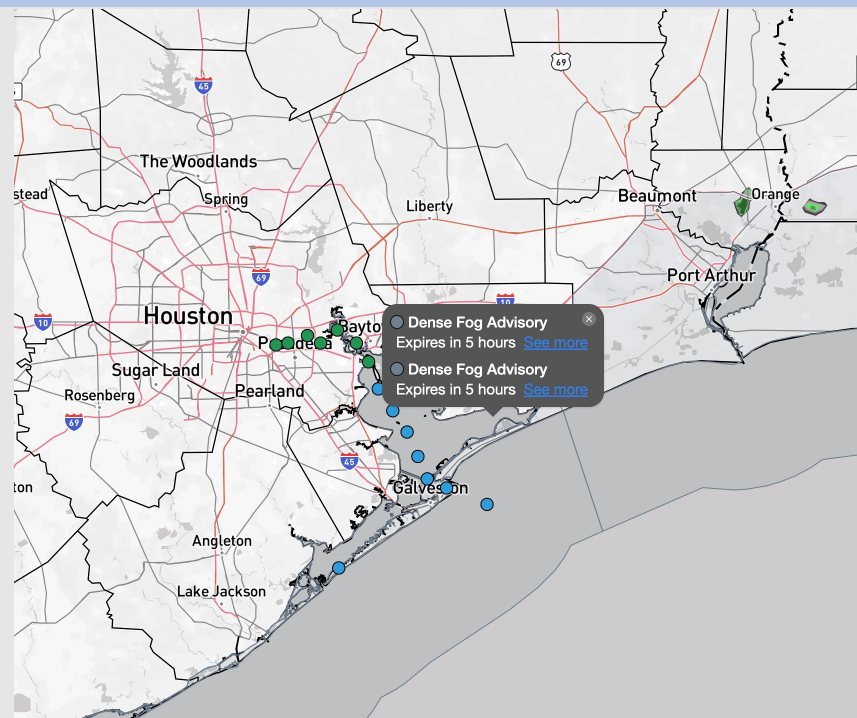 69
45
The Woodlands
stead
Spring
Liberty
Beaumont
Orange
69
Port Arthur
10
Houston
10
Bayto
Dense Fog Advisory
Expires in 5 hours See more
Dense Fog Advisory
Expires in 5 hours See more
Sugar Land
Pearland
Rosenberg
69
45
ton
Galveston
Angleton
Lake Jackson